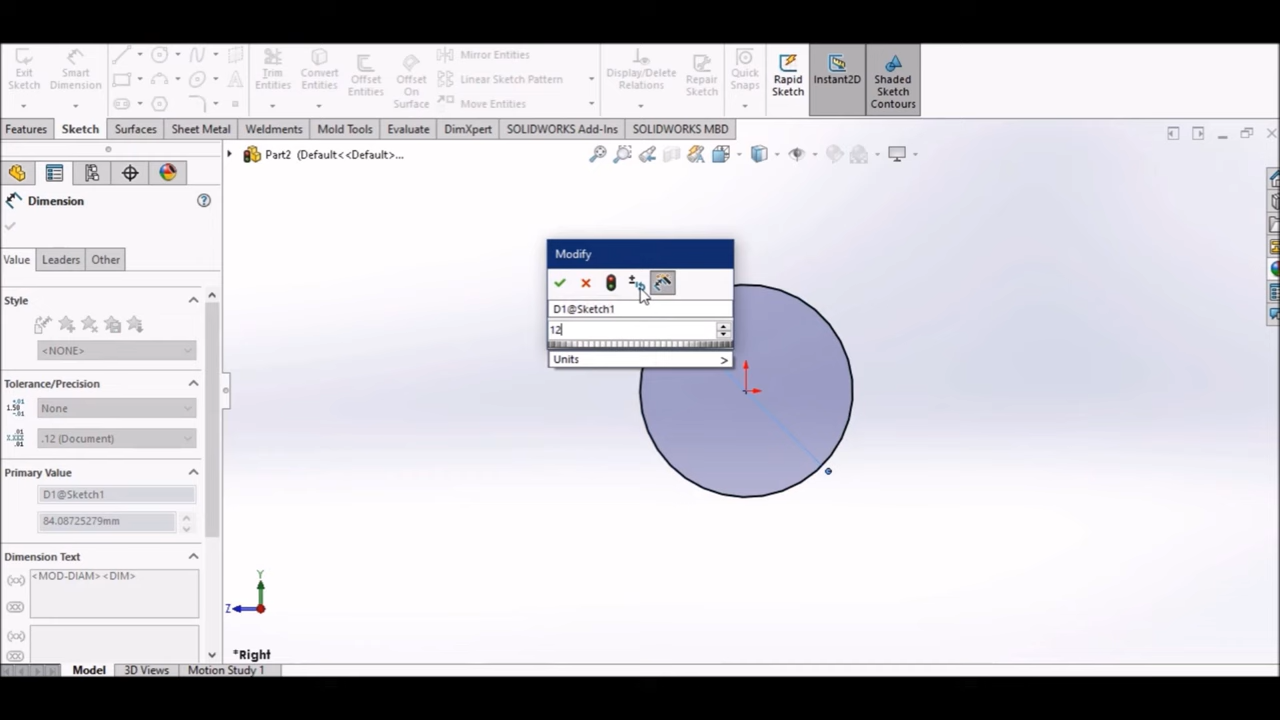 Exit Sketch
Smart Dimension
Trim Entities
Convert Entities
Offset Entities
Offset On Surface
Mirror Entities
Linear Sketch Pattern
Move Entities
Display/Delete Relations
Repair Sketch
Quick Snaps
Rapid Sketch
Instant2D
Shaded Sketch Contours
Features Sketch Surfaces Sheet Metal Weldments Mold Tools Evaluate DimXpert SOLIDWORKS Add-Ins SOLIDWORKS MBD
Part2 (Default<<Default>...
Dimension
Value Leaders Other
Style
<NONE>
Tolerance/Precision
None
.12 (Document)
Primary Value
D1@Sketch1
84.08725279mm
Dimension Text
<MOD-DIAM><DIM>
Modify
D1@Sketch1
12
Units >
Y
Z
*Right
Model 3D Views Motion Study 1